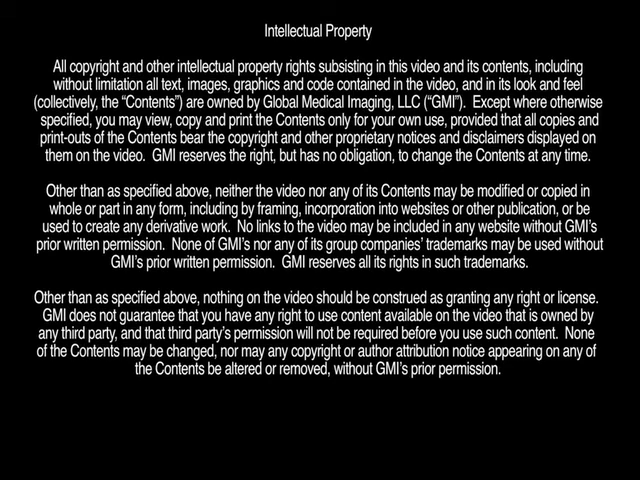 Intellectual Property
All copyright and other intellectual property rights subsisting in this video and its contents, including
without limitation all text, images, graphics and code contained in the video, and in its look and feel
(collectively, the “Contents”) are owned by Global Medical Imaging, LLC (“GMI”).  Except where otherwise
specified, you may view, copy and print the Contents only for your own use, provided that all copies and
print-outs of the Contents bear the copyright and other proprietary notices and disclaimers displayed on
them on the video.  GMI reserves the right, but has no obligation, to change the Contents at any time.
Other than as specified above, neither the video nor any of its Contents may be modified or copied in
whole or part in any form, including by framing, incorporation into websites or other publication, or be
used to create any derivative work.  No links to the video may be included in any website without GMI’s
prior written permission.  None of GMI’s nor any of its group companies’ trademarks may be used without
GMI’s prior written permission.  GMI reserves all its rights in such trademarks.
Other than as specified above, nothing on the video should be construed as granting any right or license.
GMI does not guarantee that you have any right to use content available on the video that is owned by
any third party, and that third party’s permission will not be required before you use such content.  None
of the Contents may be changed, nor may any copyright or author attribution notice appearing on any of
the Contents be altered or removed, without GMI’s prior permission.